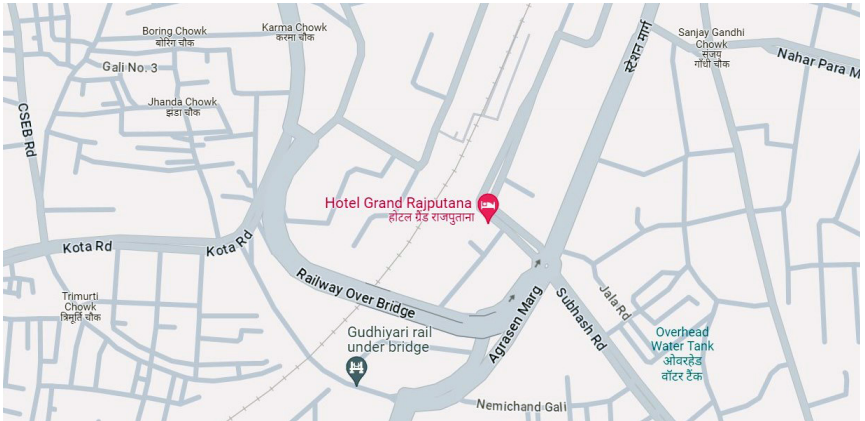 Boring Chowk
बोरिंग चौक
Karma Chowk
करमा चौक
स्टेशन मार्ग
Sanjay Gandhi
Chowk
संजय
गाँधी चौक
Nahar Para M
Gali No. 3
Jhanda Chowk
झंडा चौक
CSEB Rd
Hotel Grand Rajputana
होटल ग्रैंड राजपुताना
Kota Rd
Kota Rd
Railway Over Bridge
Trimurti
Chowk
त्रिमूर्ति चौक
Agrasen Marg
Subhash Rd
Jala Rd
Gudhiyari rail
under bridge
Overhead
Water Tank
ओवरहेड
वॉटर टैंक
Nemichand Gali